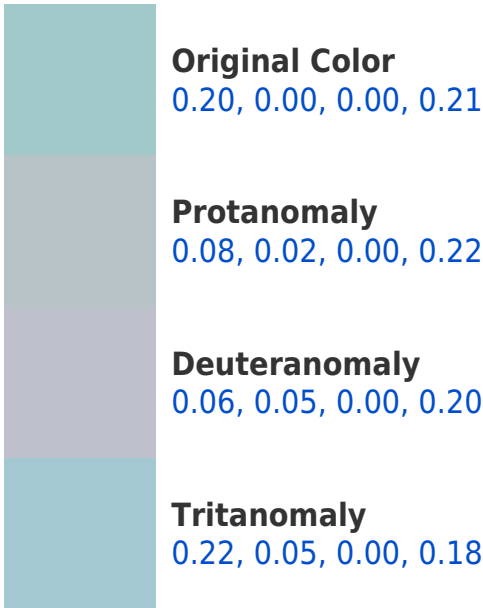 Original Color
0.20, 0.00, 0.00, 0.21
Protanomaly
0.08, 0.02, 0.00, 0.22
Deuteranomaly
0.06, 0.05, 0.00, 0.20
Tritanomaly
0.22, 0.05, 0.00, 0.18